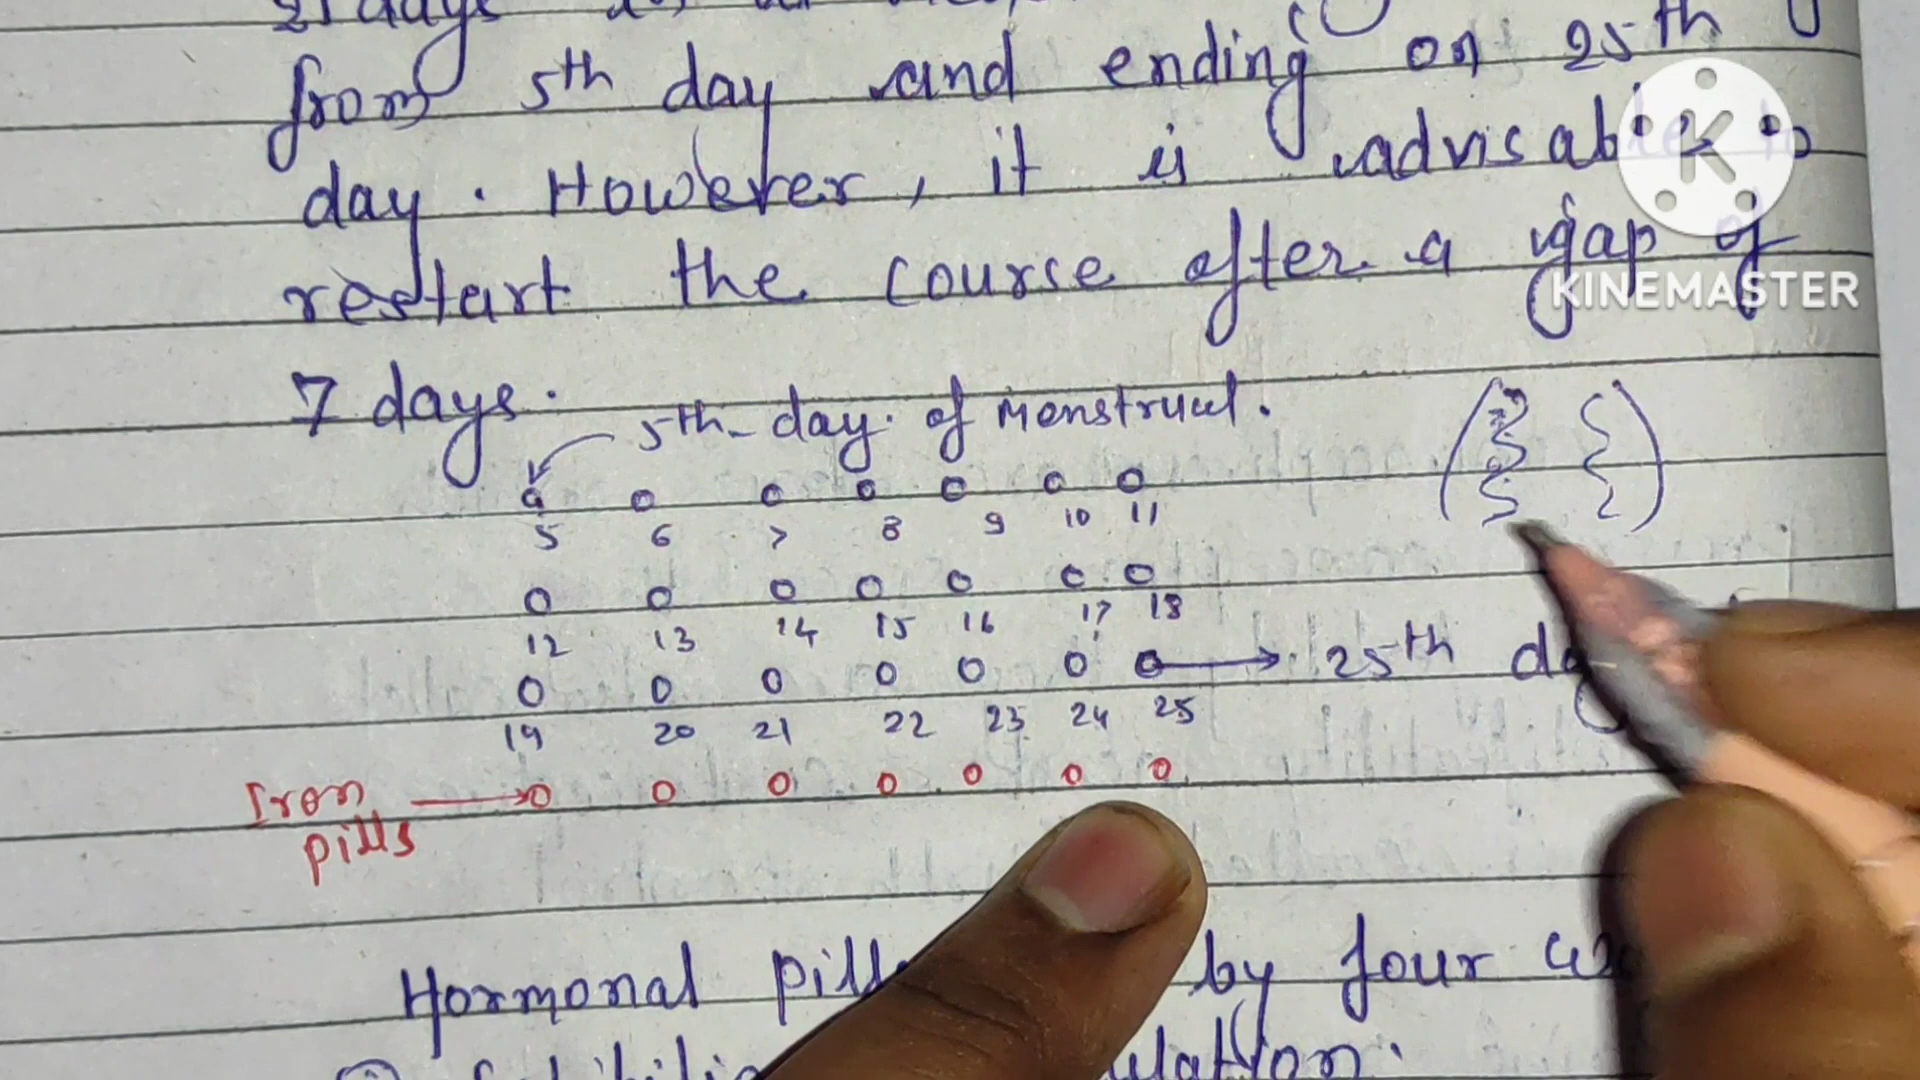 21 days
from 5th day and ending on 25th
day. However, it is advisable to
restart the course after a gap of
7 days.
5th day of menstrual.
5 6 7 8 9 10 11
12 13 14 15 16 17 18
19 20 21 22 23 24 25
25th
Iron
pills
Hormonal pill by four
K
KINEMASTER